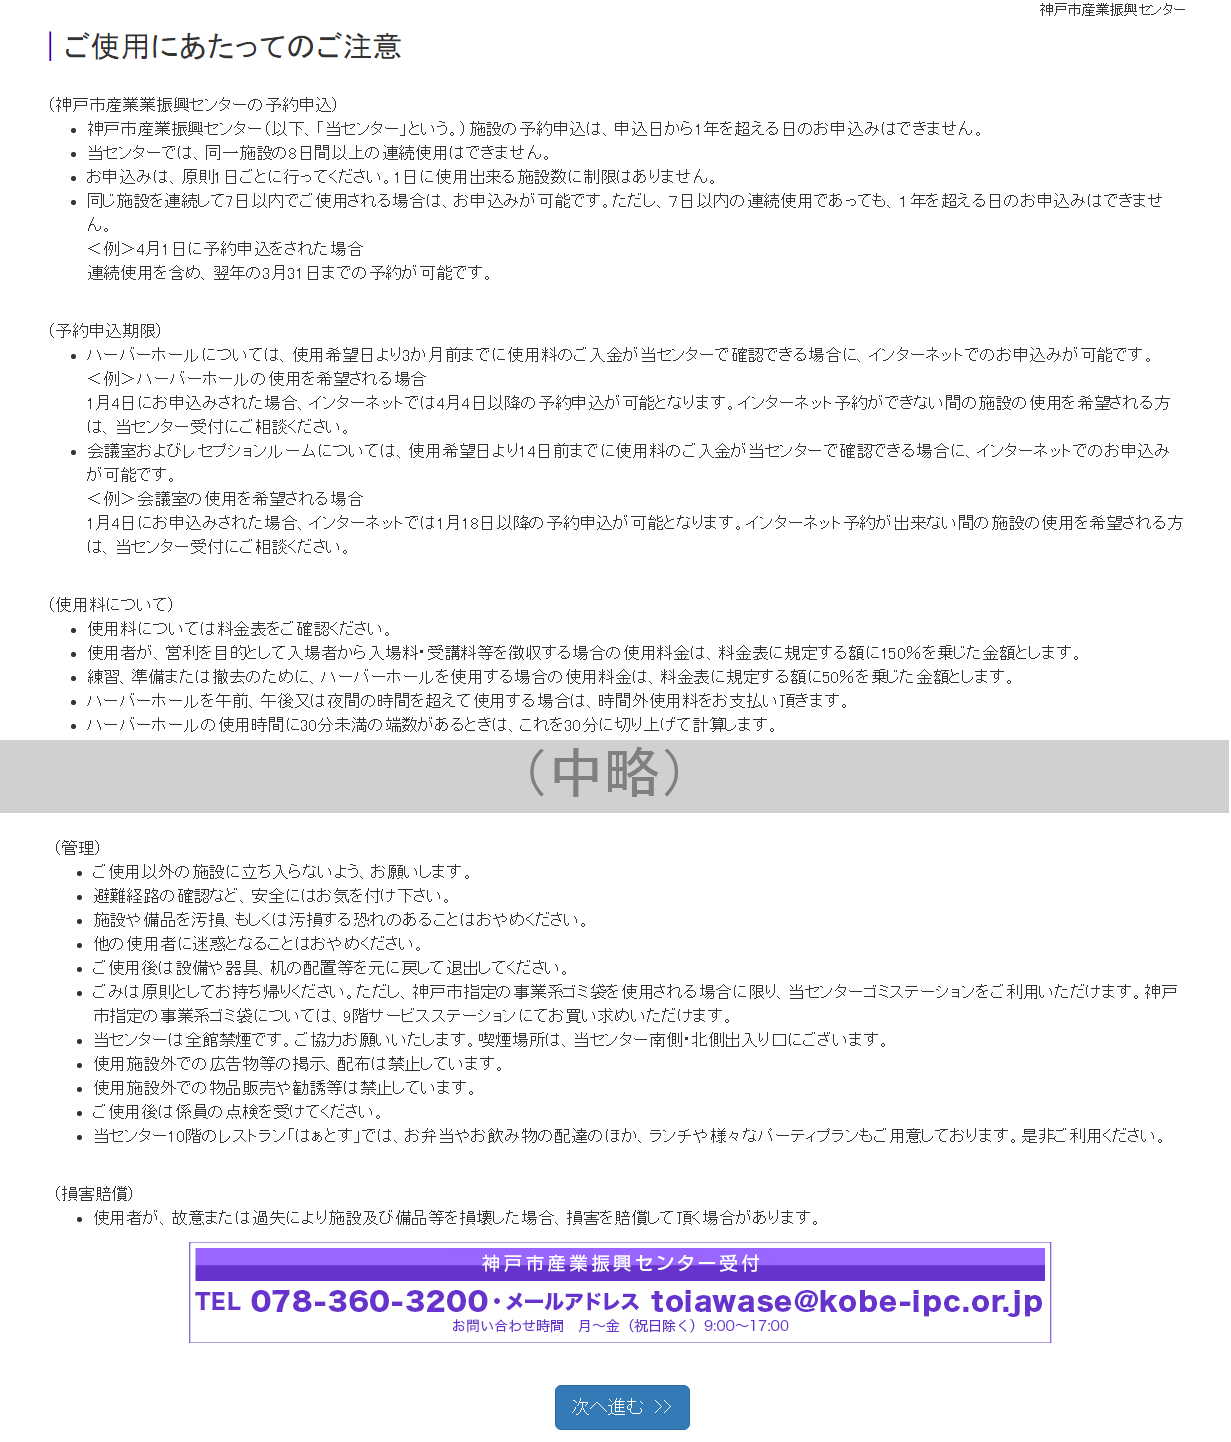 神戸市産業振興センター
ご使用にあたってのご注意
（神戸市産業業振興センターの予約申込）
・神戸市産業振興センター（以下、「当センター」という。）施設の予約申込は、申込日から1年を超える日のお申込みはできません。
・当センターでは、同一施設の8日間以上の連続使用はできません。
・お申込みは、原則1日ごとに行ってください。1日に使用出来る施設数に制限はありません。
・同じ施設を連続して7日以内でご使用される場合は、お申込みが可能です。ただし、7日以内の連続使用であっても、1年を超える日のお申込みはできませ
ん。
＜例＞4月1日に予約申込をされた場合
連続使用を含め、翌年の3月31日までの予約が可能です。
（予約申込期限）
・ハーバーホールについては、使用希望日より3か月前までに使用料のご入金が当センターで確認できる場合に、インターネットでのお申込みが可能です。
＜例＞ハーバーホールの使用を希望される場合
1月4日にお申込みされた場合、インターネットでは4月4日以降の予約申込が可能となります。インターネット予約ができない間の施設の使用を希望される方
は、当センター受付にご相談ください。
・会議室およびレセプションルームについては、使用希望日より14日前までに使用料のご入金が当センターで確認できる場合に、インターネットでのお申込み
が可能です。
＜例＞会議室の使用を希望される場合
1月4日にお申込みされた場合、インターネットでは1月18日以降の予約申込が可能となります。インターネット予約が出来ない間の施設の使用を希望される方
は、当センター受付にご相談ください。
（使用料について）
・使用料については料金表をご確認ください。
・使用者が、営利を目的として入場者から入場料・受講料等を徴収する場合の使用料金は、料金表に規定する額に150％を乗じた金額とします。
・練習、準備または撤去のために、ハーバーホールを使用する場合の使用料金は、料金表に規定する額に50％を乗じた金額とします。
・ハーバーホールを午前、午後又は夜間の時間を超えて使用する場合は、時間外使用料をお支払い頂きます。
・ハーバーホールの使用時間に30分未満の端数があるときは、これを30分に切り上げて計算します。
（中略）
（管理）
・ご使用以外の施設に立ち入らないよう、お願いします。
・避難経路の確認など、安全にはお気を付け下さい。
・施設や備品を汚損、もしくは汚損する恐れのあることはおやめください。
・他の使用者に迷惑となることはおやめください。
・ご使用後は設備や器具、机の配置等を元に戻して退出してください。
・ごみは原則としてお持ち帰りください。ただし、神戸市指定の事業系ゴミ袋を使用される場合に限り、当センターゴミステーションをご利用いただけます。神戸
市指定の事業系ゴミ袋については、9階サービスステーションにてお買い求めいただけます。
・当センターは全館禁煙です。ご協力お願いいたします。喫煙場所は、当センター南側・北側出入り口にございます。
・使用施設外での広告物等の掲示、配布は禁止しています。
・使用施設外での物品販売や勧誘等は禁止しています。
・ご使用後は係員の点検を受けてください。
・当センター10階のレストラン「はぁとす」では、お弁当やお飲み物の配達のほか、ランチや様々なパーティプランもご用意しております。是非ご利用ください。
（損害賠償）
・使用者が、故意または過失により施設及び備品等を損壊した場合、損害を賠償して頂く場合があります。
神戸市産業振興センター受付
TEL 078-360-3200・メールアドレス toiawase@kobe-ipc.or.jp
お問い合わせ時間　月～金（祝日除く）9:00～17:00
次へ進む >>